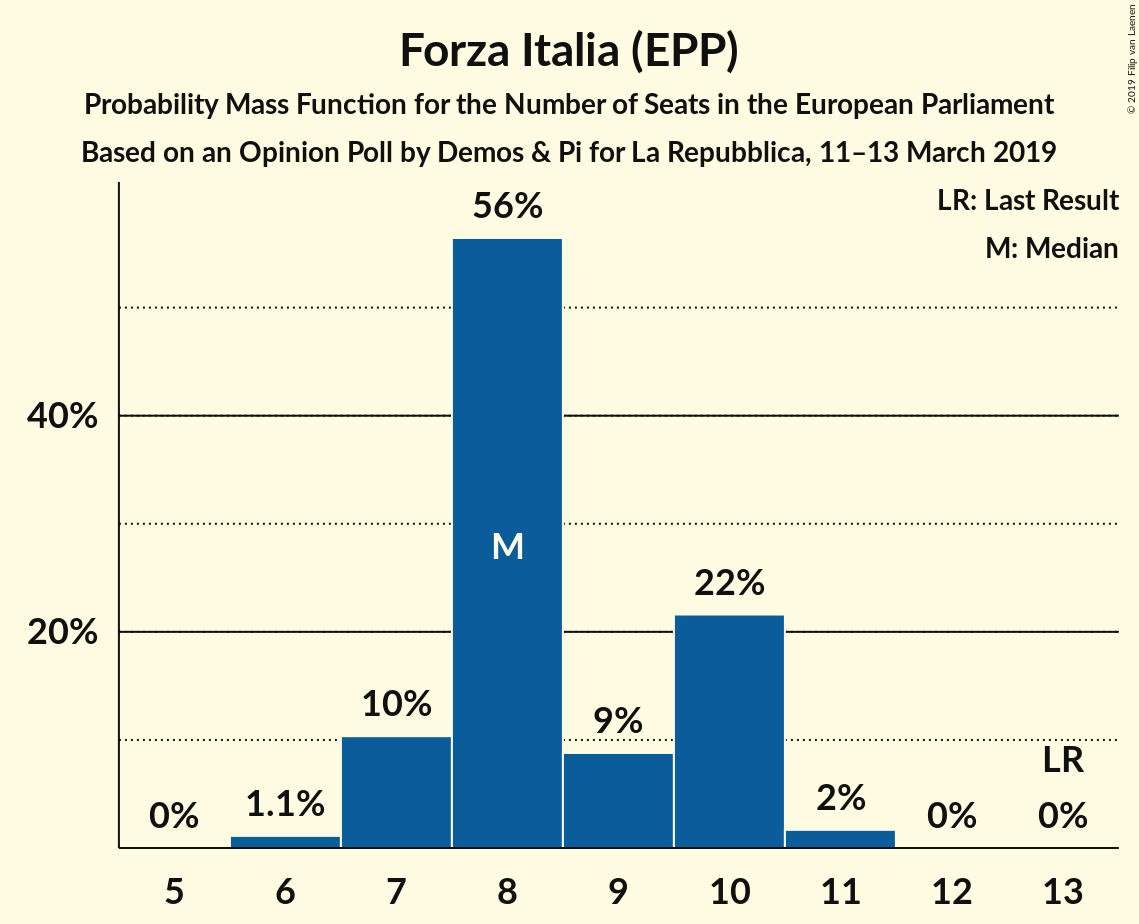 Forza Italia (EPP)
Probability Mass Function for the Number of Seats in the European Parliament
Based on an Opinion Poll by Demos & Pi for La Repubblica, 11–13 March 2019
© 2019 Filip van Laenen
LR: Last Result
M: Median
56%
40%
M
22%
20%
10%
9%
LR
0%
1.1%
2%
0%
0%
5 6 7 8 9 10 11 12 13